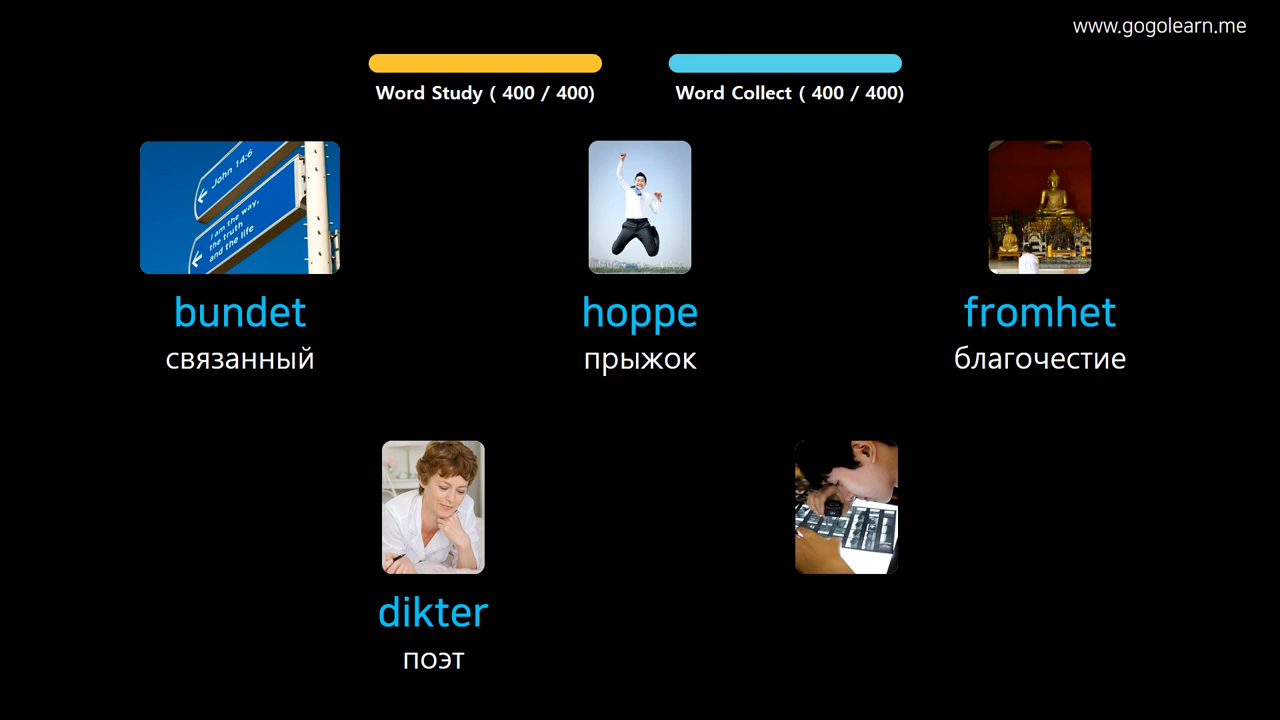 www.gogolearn.me
Word Study ( 400 / 400)
Word Collect ( 400 / 400)
John 14:6
I am the way,
the truth
and the life
bundet
hoppe
fromhet
связанный
прыжок
благочестие
dikter
поэт